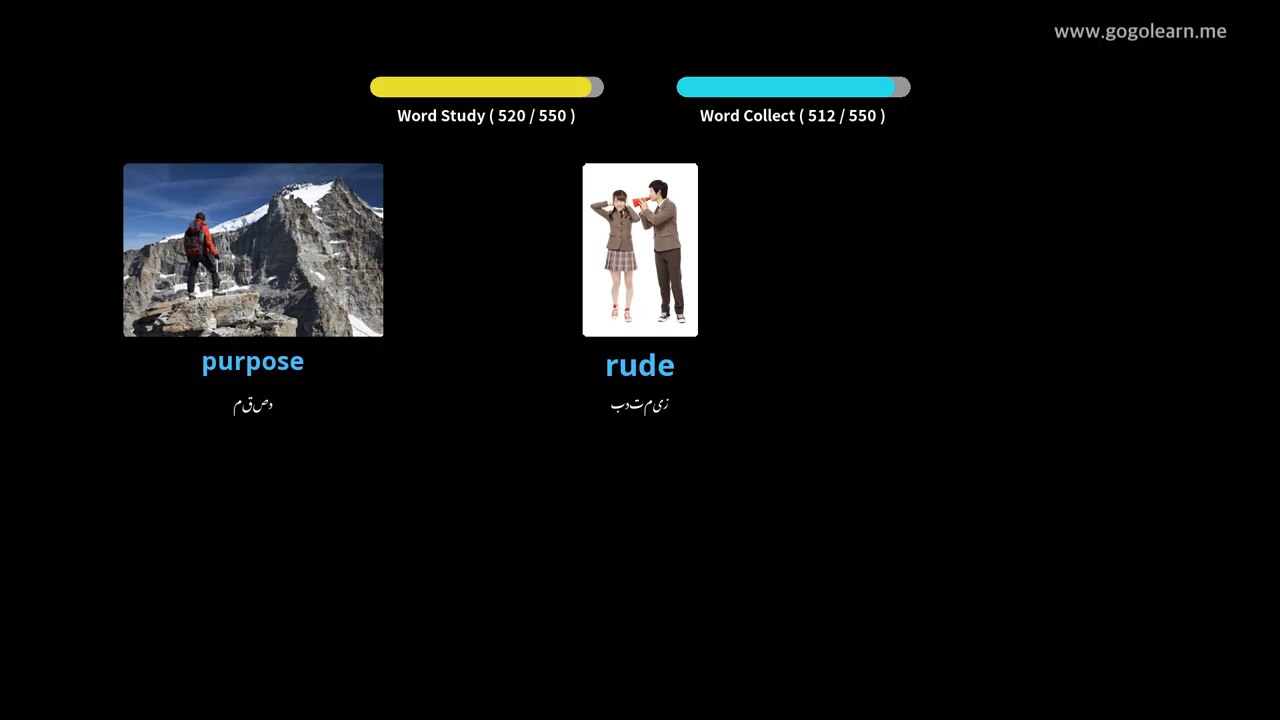 www.gogolearn.me
Word Study ( 520 / 550 )
Word Collect ( 512 / 550 )
purpose
مقصد
rude
بدتمیز